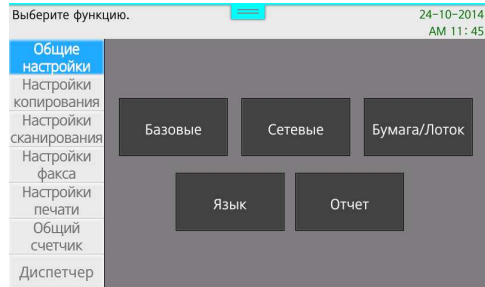 Выберите функцию.
24-10-2014
AM 11:45
Общие
настройки
Настройки
копирования
Настройки
сканирования
Настройки
факса
Настройки
печати
Общий
счетчик
Диспетчер
Базовые
Сетевые
Бумага/Лоток
Язык
Отчет